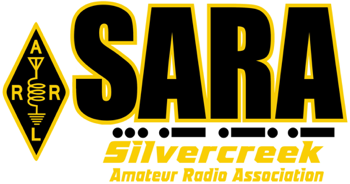 A
R R
L
SARA
Silvercreek
Amateur Radio Association